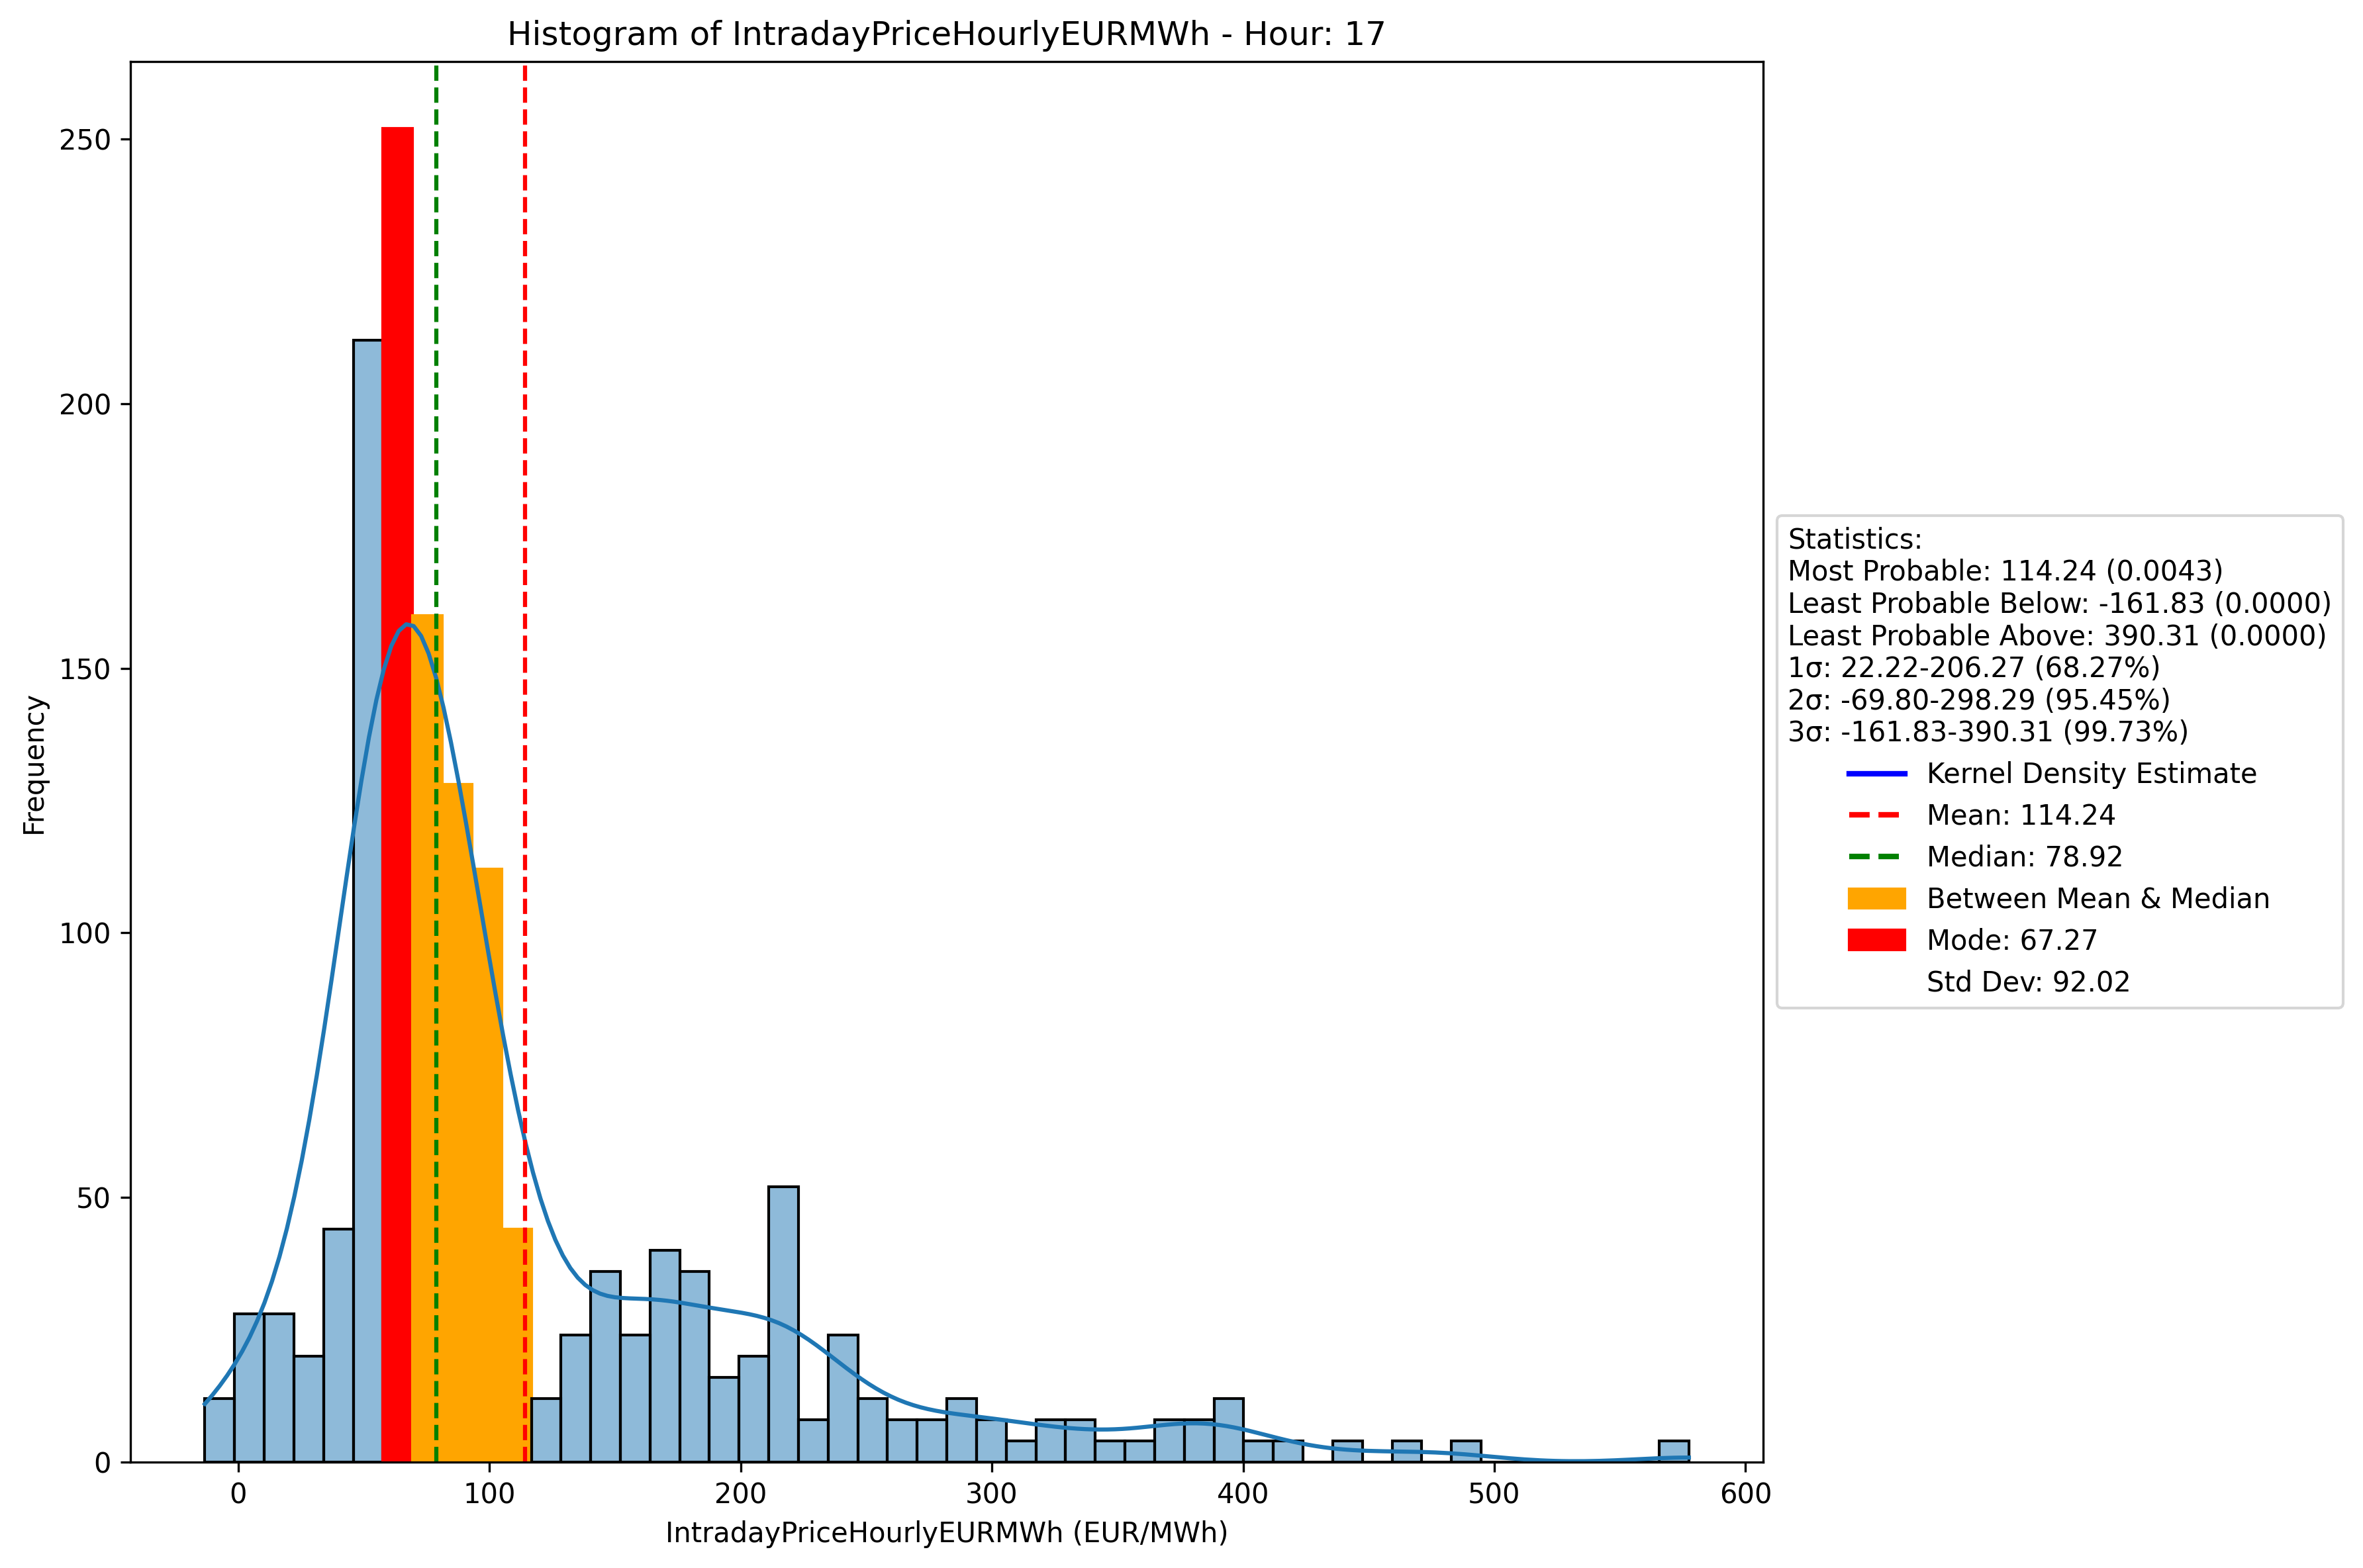 Histogram of IntradayPriceHourlyEURMWh - Hour: 17
250
200
150
100
50
0
Frequency
0 100 200 300 400 500 600
IntradayPriceHourlyEURMWh (EUR/MWh)
Statistics:
Most Probable: 114.24 (0.0043)
Least Probable Below: -161.83 (0.0000)
Least Probable Above: 390.31 (0.0000)
1σ: 22.22-206.27 (68.27%)
2σ: -69.80-298.29 (95.45%)
3σ: -161.83-390.31 (99.73%)
Kernel Density Estimate
Mean: 114.24
Median: 78.92
Between Mean & Median
Mode: 67.27
Std Dev: 92.02